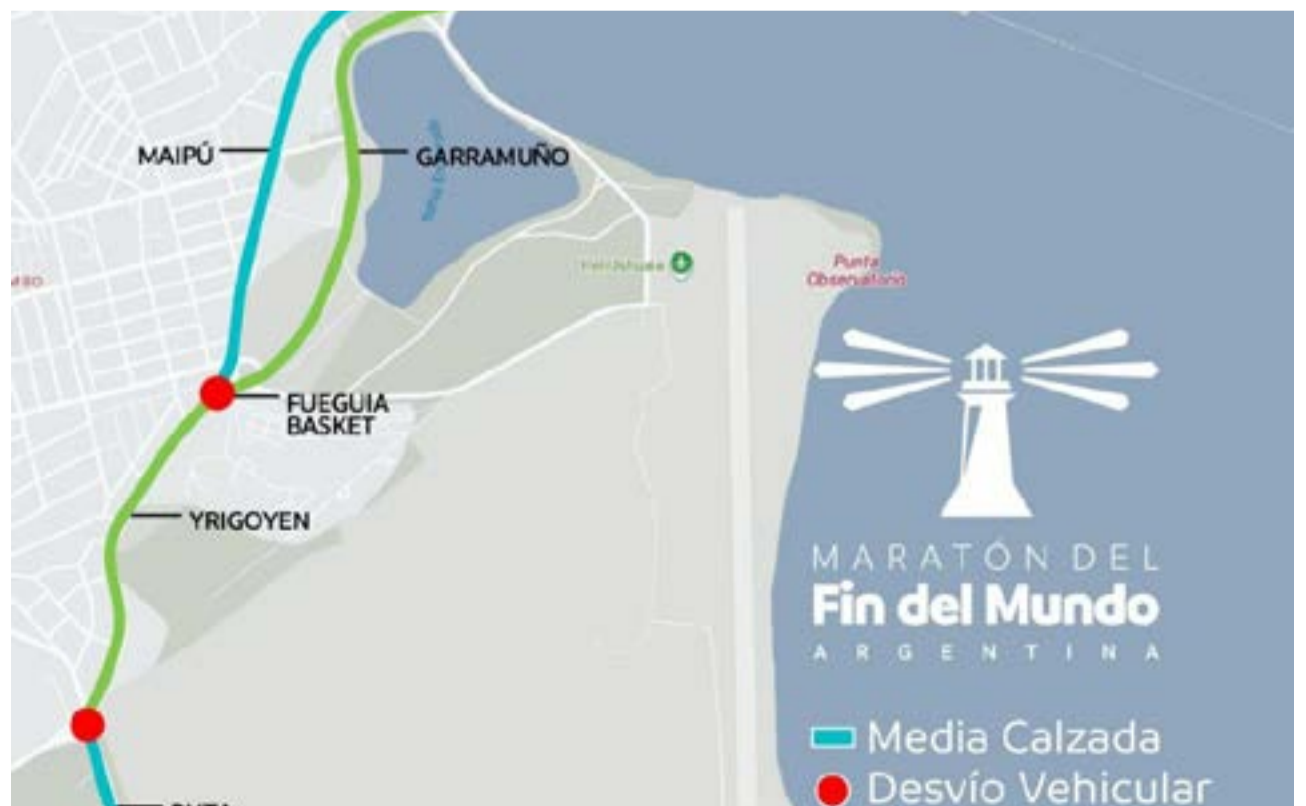 MAIPÚ
GARRAMUÑO
Punta
Observatorio
FUEGUIA
BASKET
YRIGOYEN
MARATÓN DEL
Fin del Mundo
ARGENTINA
Media Calzada
Desvío Vehicular